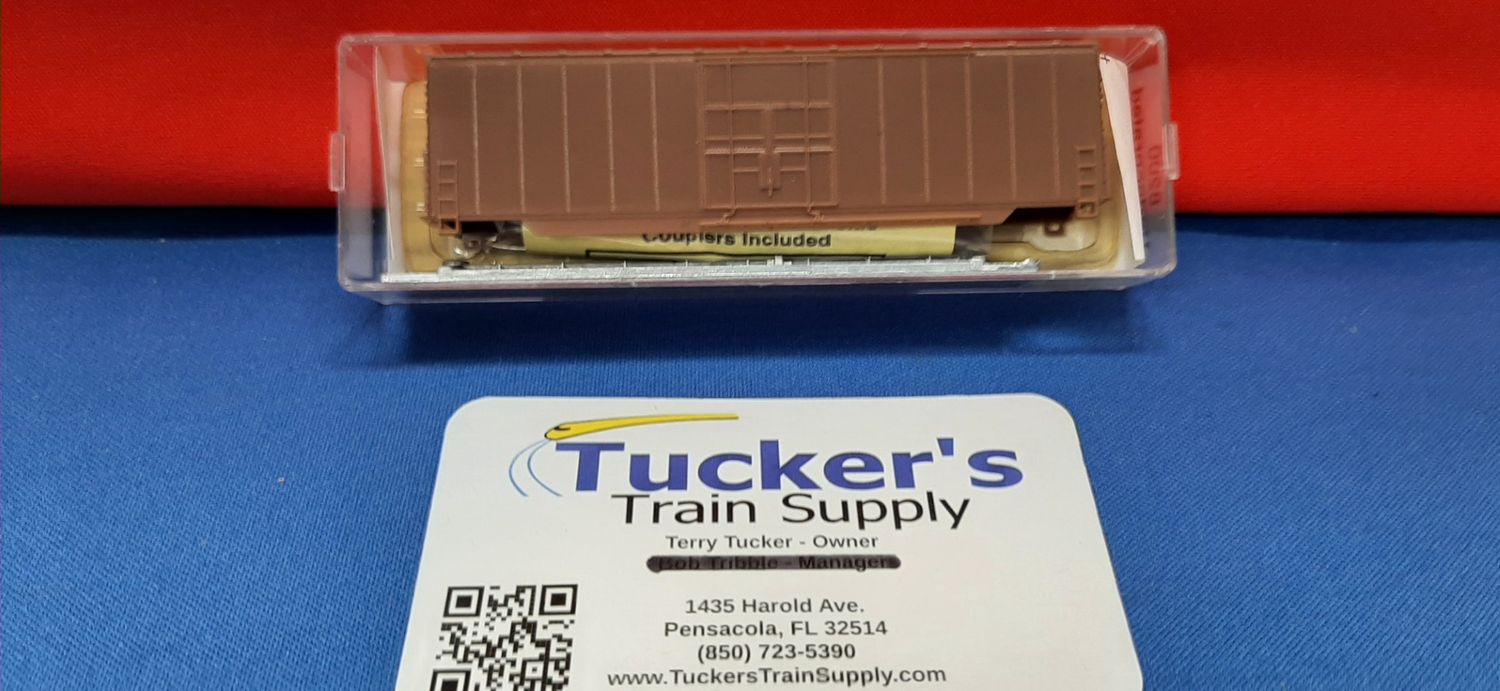 Couplers Included
Tucker's
Train Supply
Terry Tucker - Owner
Bob Tribble - Manager
1435 Harold Ave.
Pensacola, FL 32514
(850) 723-5390
www.TuckersTrainSupply.com